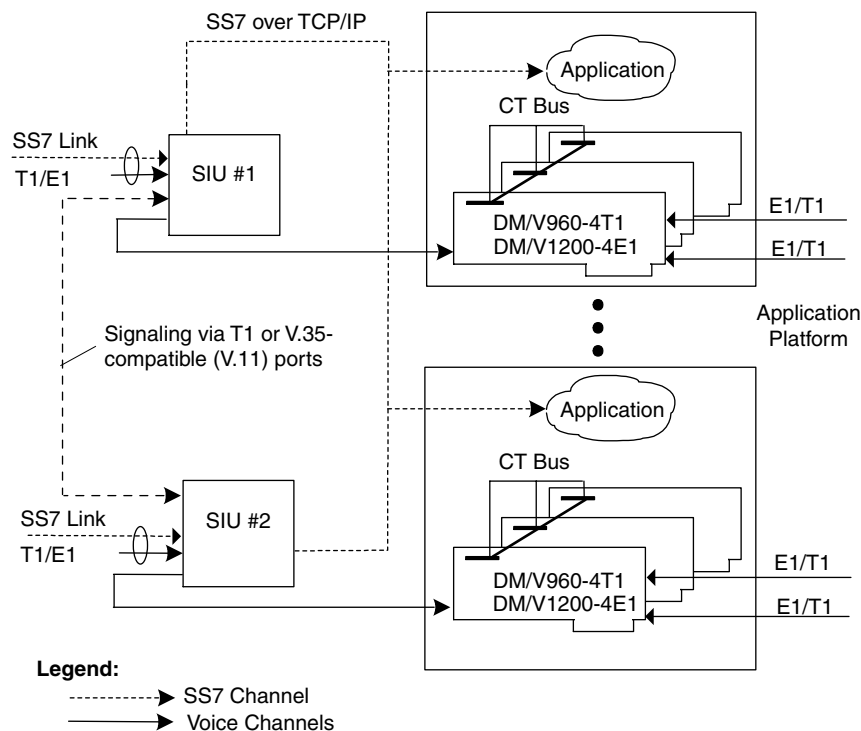 SS7 over TCP/IP
Application
CT Bus
SS7 Link
T1/E1
SIU #1
DM/V960-4T1
DM/V1200-4E1
E1/T1
E1/T1
Signaling via T1 or V.35-
compatible (V.11) ports
Application
Platform
Application
CT Bus
SS7 Link
T1/E1
SIU #2
DM/V960-4T1
DM/V1200-4E1
E1/T1
E1/T1
Legend:
SS7 Channel
Voice Channels